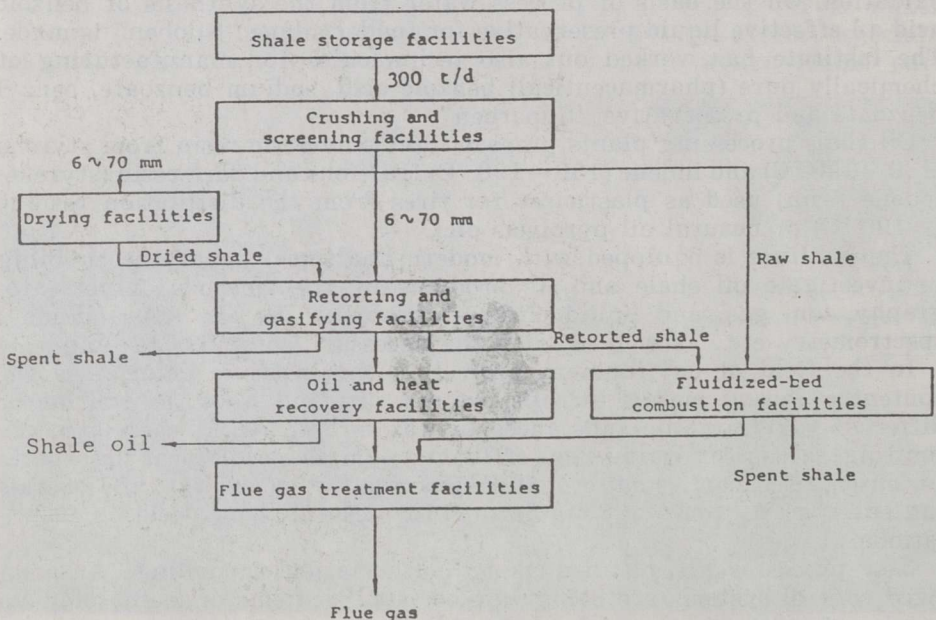 Shale storage facilities
300 t/d
Crushing and
screening facilities
6 ~ 70 mm
Drying facilities
6 ~ 70 mm
Dried shale
Raw shale
Retorting and
gasifying facilities
Retorted shale
Spent shale
Oil and heat
recovery facilities
Fluidized-bed
combustion facilities
Shale oil
Spent shale
Flue gas treatment facilities
Flue gas